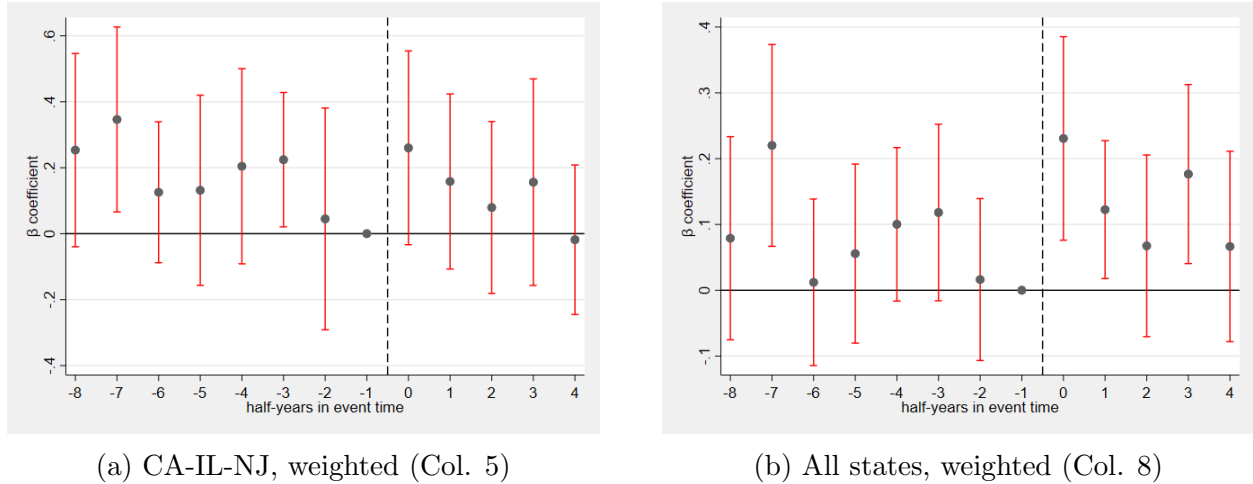 .6
.4
.2
0
-.2
-.4
β coefficient
-8 -7 -6 -5 -4 -3 -2 -1 0 1 2 3 4
half-years in event time
(a) CA-IL-NJ, weighted (Col. 5)
.4
.3
.2
.1
0
-.1
β coefficient
-8 -7 -6 -5 -4 -3 -2 -1 0 1 2 3 4
half-years in event time
(b) All states, weighted (Col. 8)